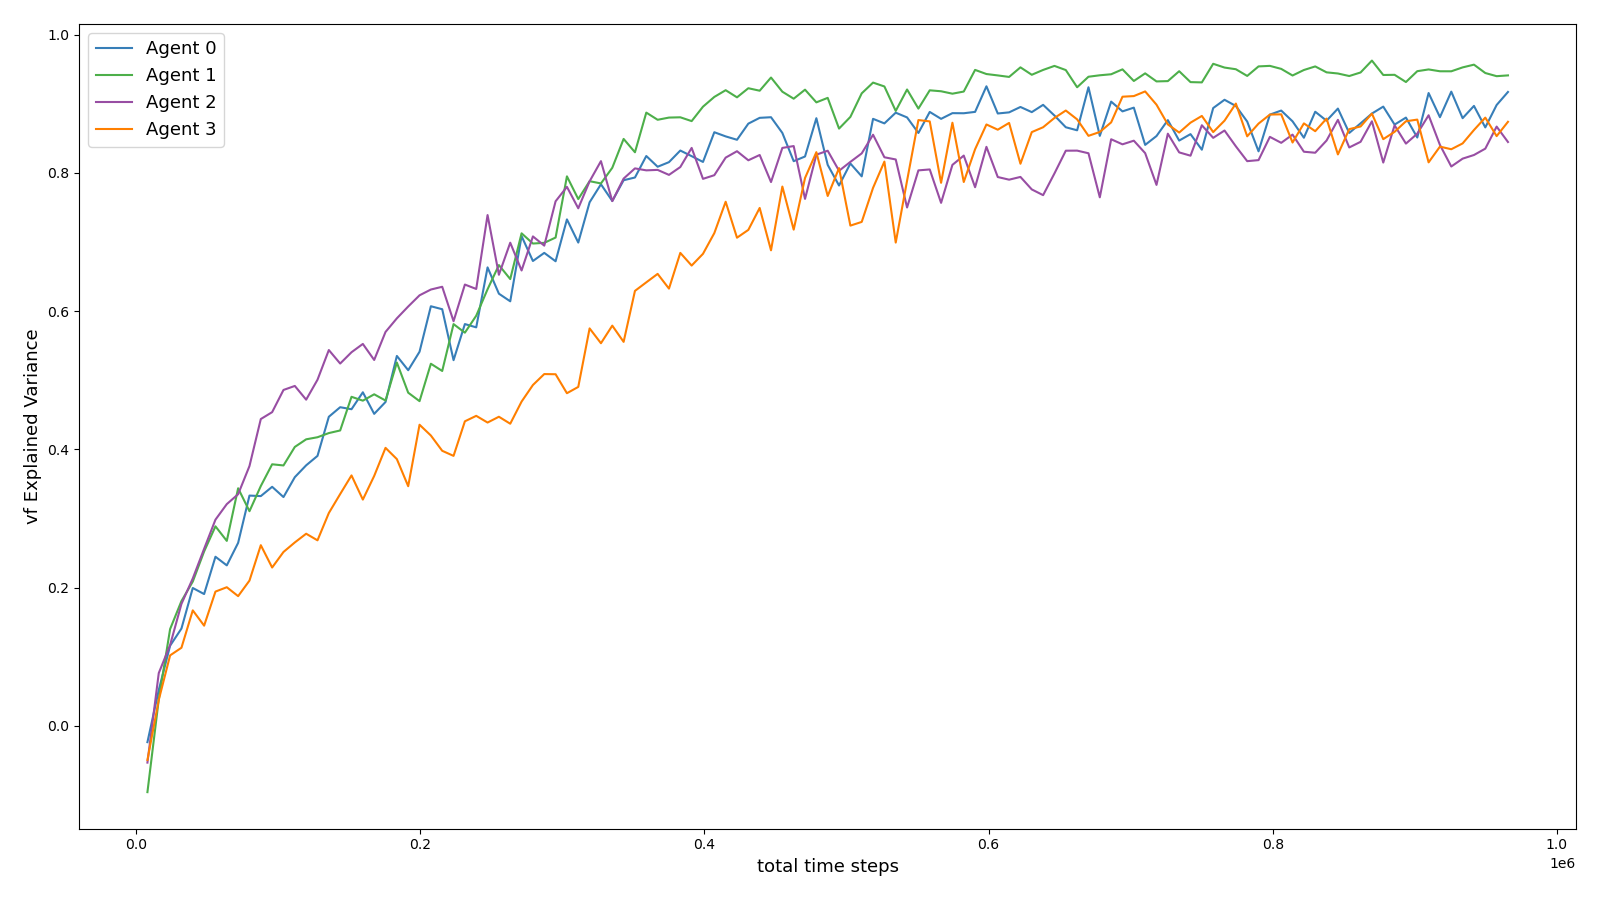 Agent 0
Agent 1
Agent 2
Agent 3
vf Explained Variance
1.0
0.8
0.6
0.4
0.2
0.0
0.0 0.2 0.4 0.6 0.8 1.0
1e6
total time steps